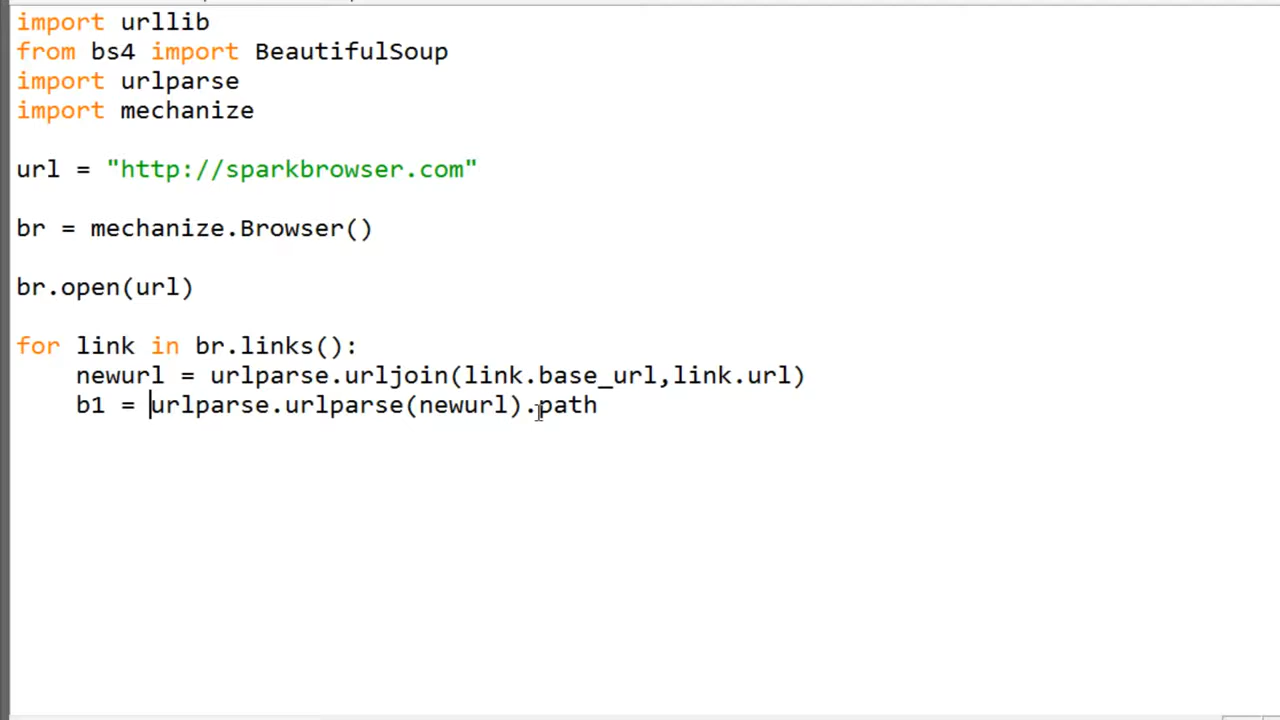 import urllib
from bs4 import BeautifulSoup
import urlparse
import mechanize
url = "http://sparkbrowser.com"
br = mechanize.Browser()
br.open(url)
for link in br.links():
    newurl = urlparse.urljoin(link.base_url,link.url)
    b1 = urlparse.urlparse(newurl).path